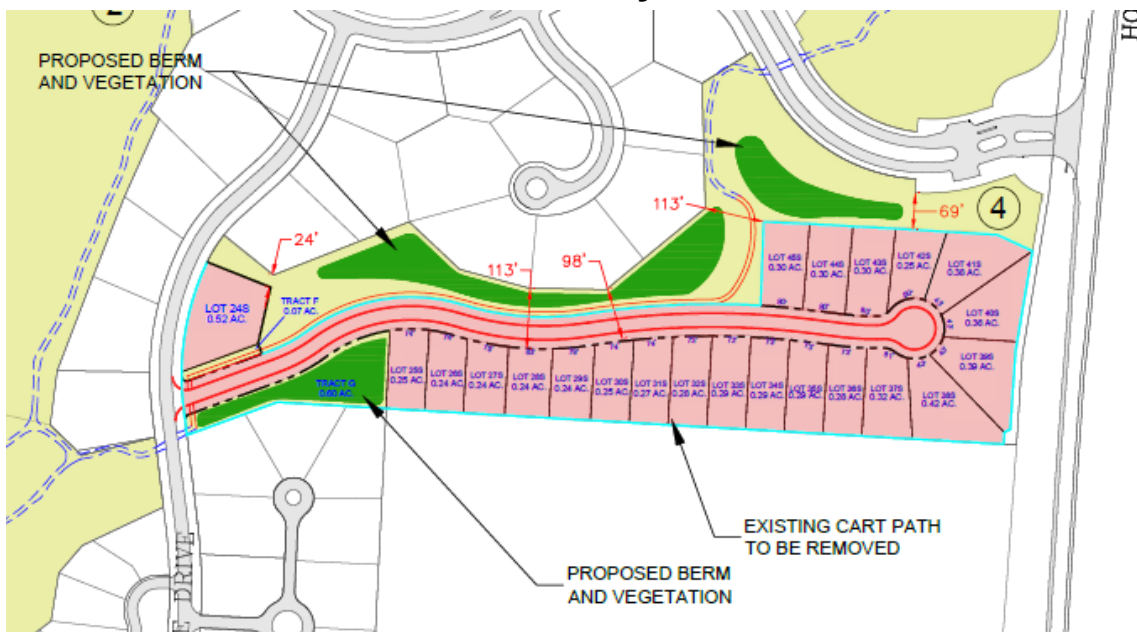 HO
2
PROPOSED BERM
AND VEGETATION
113'
69'
4
24'
113'
98'
LOT 24S
0.52 AC.
TRACT F
0.07 AC.
LOT 45S
0.30 AC.
LOT 44S
0.30 AC.
LOT 43S
0.30 AC.
LOT 42S
0.25 AC.
LOT 41S
0.36 AC.
LOT 40S
0.36 AC.
LOT 39S
0.39 AC.
LOT 38S
0.42 AC.
TRACT G
0.60 AC.
LOT 25S
0.25 AC.
LOT 26S
0.24 AC.
LOT 27S
0.24 AC.
LOT 28S
0.24 AC.
LOT 29S
0.24 AC.
LOT 30S
0.25 AC.
LOT 31S
0.27 AC.
LOT 32S
0.28 AC.
LOT 33S
0.29 AC.
LOT 34S
0.29 AC.
LOT 35S
0.29 AC.
LOT 36S
0.28 AC.
LOT 37S
0.32 AC.
EXISTING CART PATH
TO BE REMOVED
PROPOSED BERM
AND VEGETATION
DRIVE